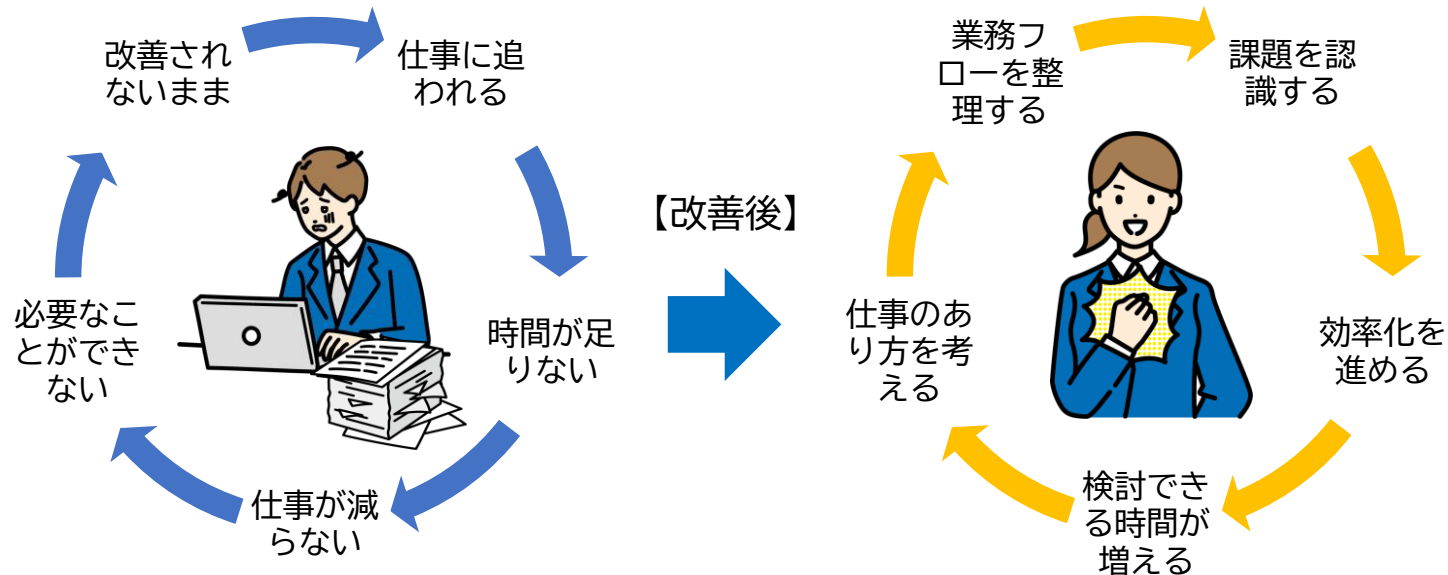 改善され
ないまま
仕事に追
われる
時間が足
りない
仕事が減
らない
必要なこ
とができ
ない
【改善後】
業務フ
ローを整
理する
課題を認
識する
効率化を
進める
検討でき
る時間が
増える
仕事のあ
り方を考
える